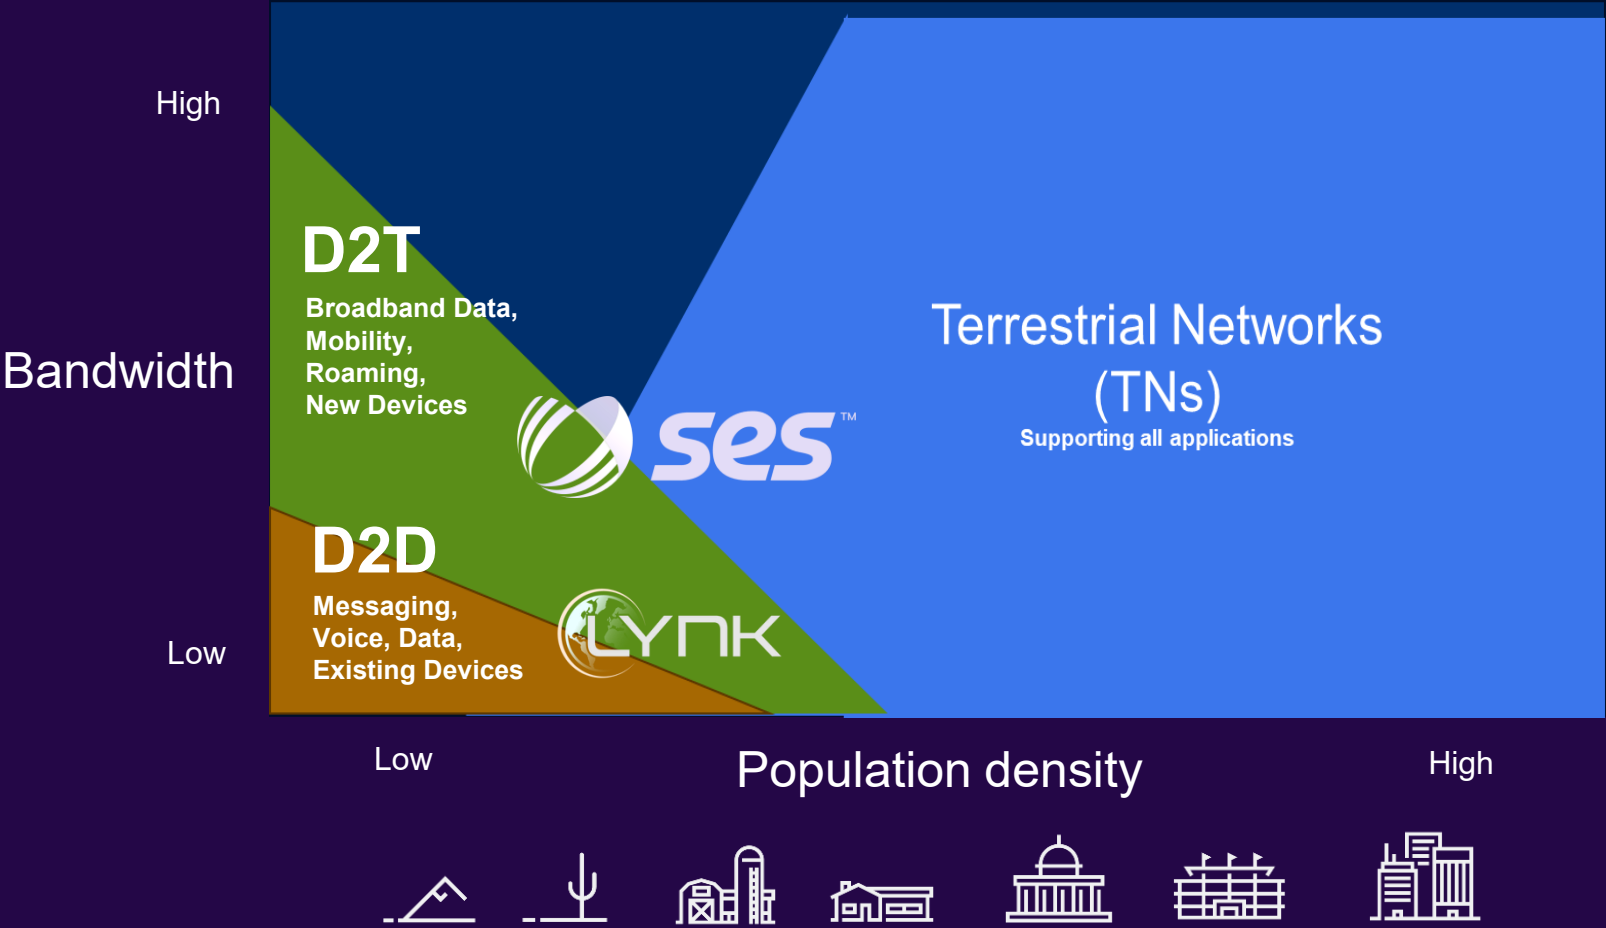 High
D2T
Broadband Data,
Mobility,
Roaming,
New Devices
Bandwidth
ses™
Terrestrial Networks
(TNs)
Supporting all applications
D2D
Messaging,
Voice, Data,
Existing Devices
LYNK
Low
Low
Population density
High